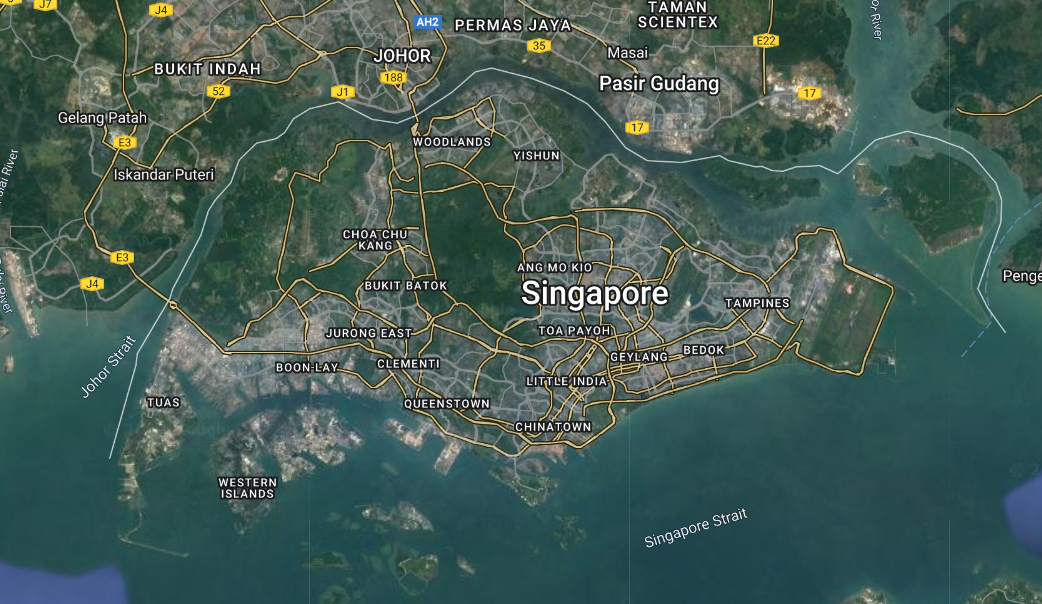 J7
J4
AH2
PERMAS JAYA
TAMAN
SCIENTEX
35
Masai
E22
JOHOR
188
BUKIT INDAH
52
J1
Pasir Gudang
17
17
Gelang Patah
E3
WOODLANDS
YISHUN
Iskandar Puteri
CHOA CHU
KANG
E3
J4
ANG MO KIO
BUKIT BATOK
Singapore
TAMPINES
Penge
JURONG EAST
TOA PAYOH
GEYLANG
BEDOK
BOON LAY
CLEMENTI
Johor Strait
LITTLE INDIA
TUAS
QUEENSTOWN
CHINATOWN
WESTERN
ISLANDS
Singapore Strait